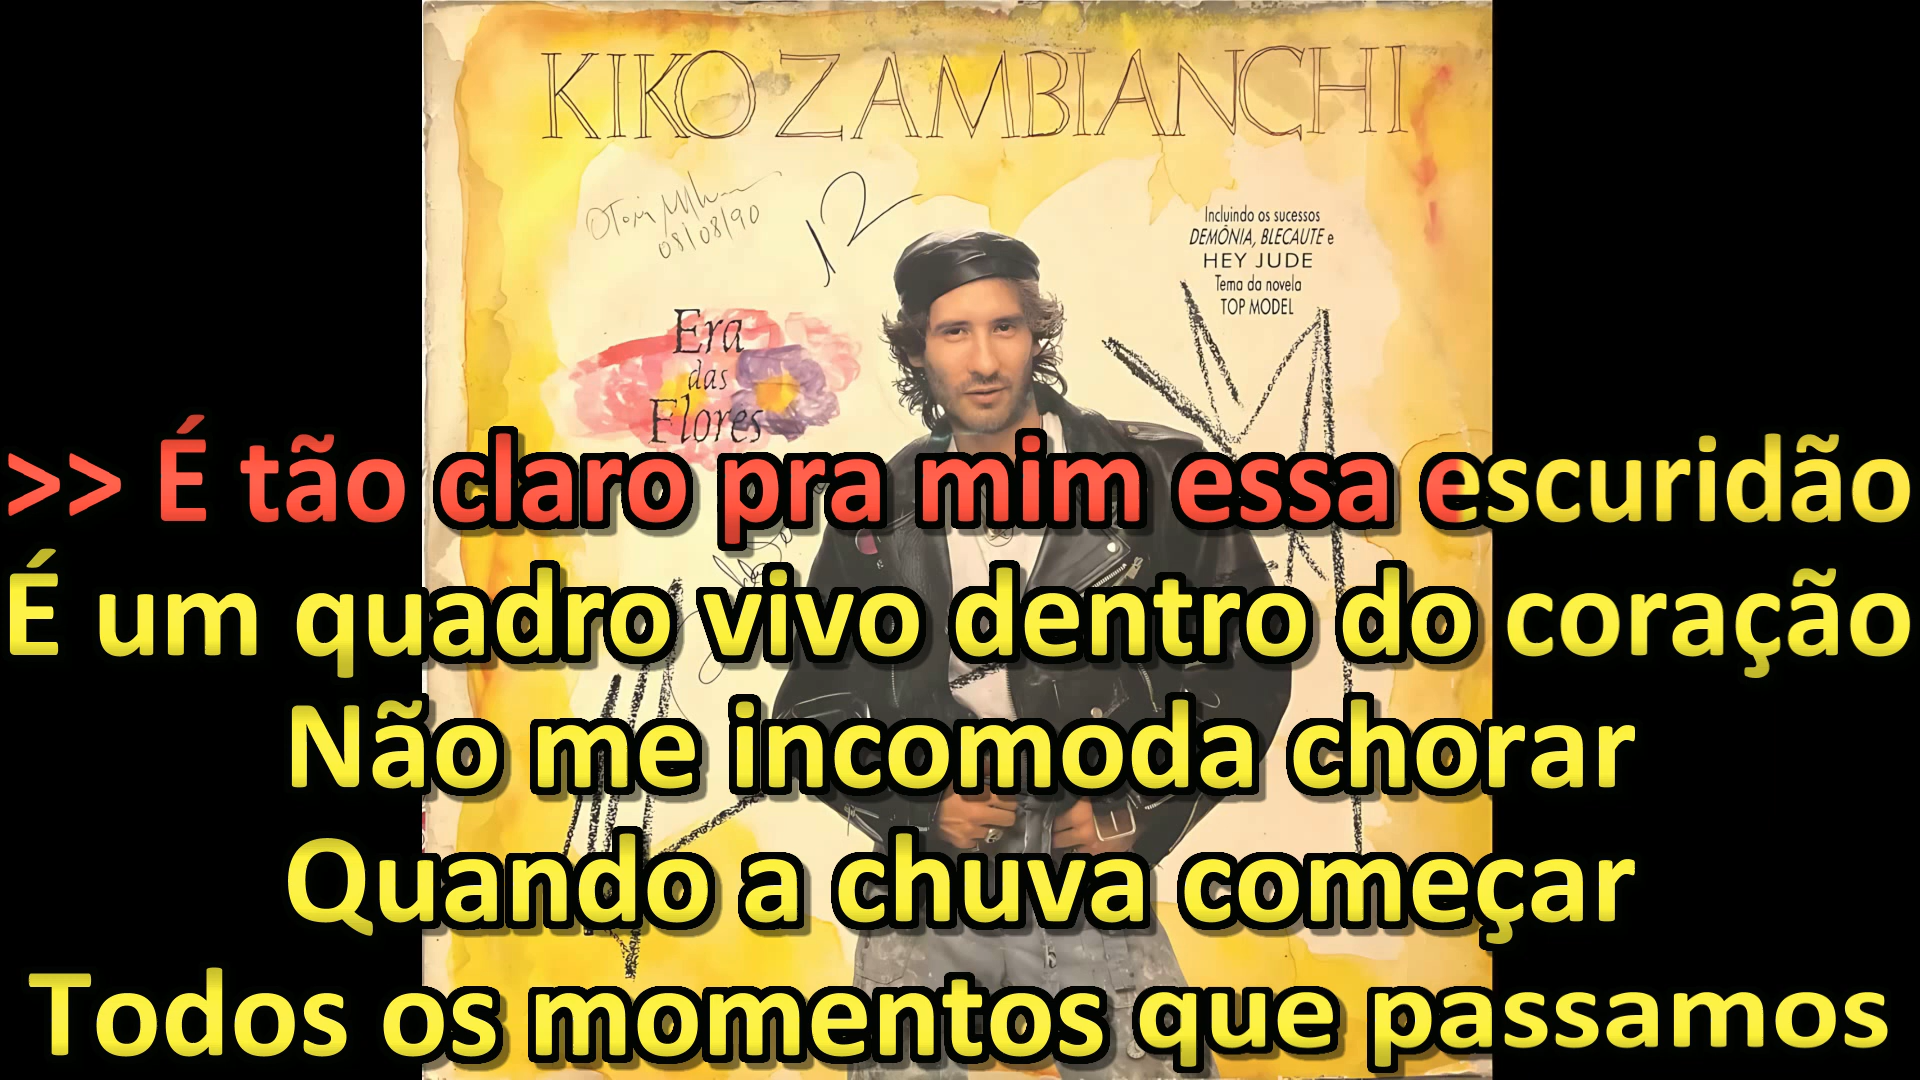 KIKO ZAMBIANCHI
08/08/90
Incluindo os sucessos
DEMÔNIA, BLECAUTE e
HEY JUDE
Tema da novela
TOP MODEL
Era
das
Flores
>> É tão claro pra mim essa escuridão
É um quadro vivo dentro do coração
Não me incomoda chorar
Quando a chuva começar
Todos os momentos que passamos